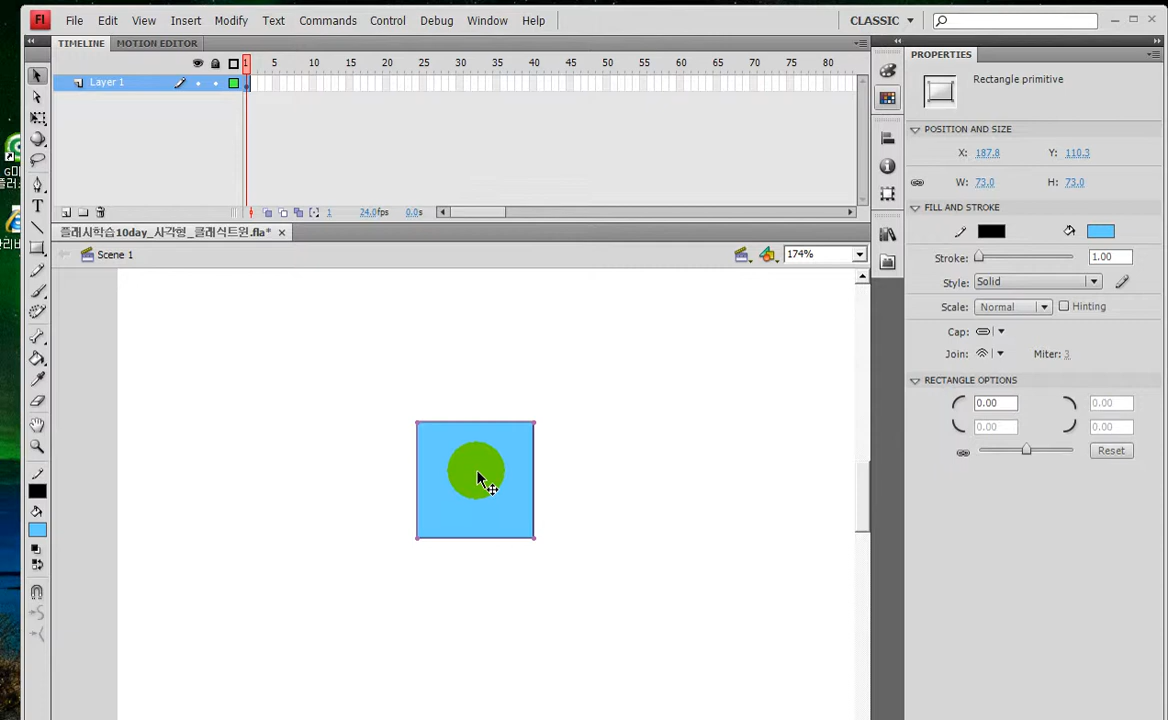 Fl File Edit View Insert Modify Text Commands Control Debug Window Help CLASSIC
TIMELINE MOTION EDITOR
PROPERTIES
1 5 10 15 20 25 30 35 40 45 50 55 60 65 70 75 80
Layer 1
Rectangle primitive
POSITION AND SIZE
X: 187.8 Y: 110.3
W: 73.0 H: 73.0
FILL AND STROKE
1 24.0fps 0.0s
플래시학습10day_사각형_클래식트윈.fla*
Scene 1 174%
Stroke: 1.00
Style: Solid
Scale: Normal Hinting
Cap:
Join: Miter: 3
RECTANGLE OPTIONS
0.00 0.00
0.00 0.00
Reset